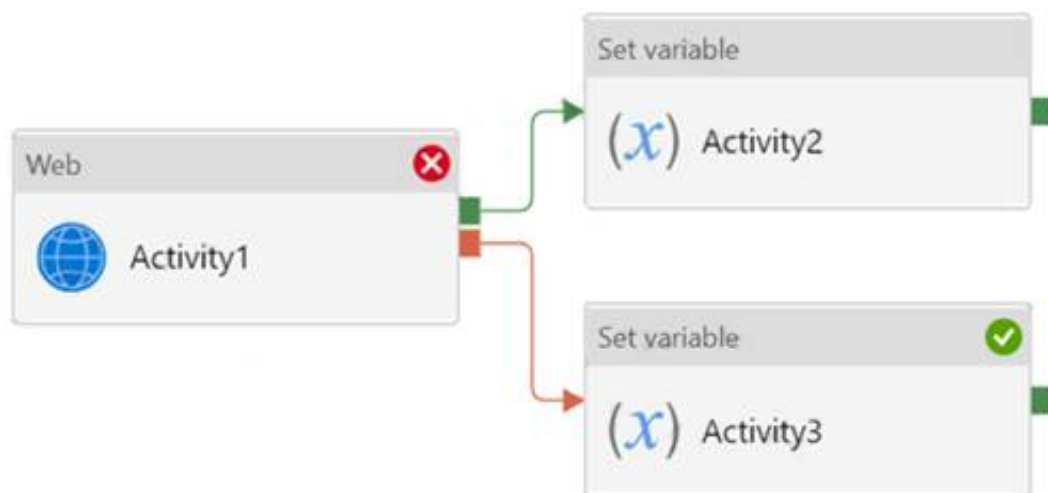 Set variable
(x) Activity2
Web
Activity1
Set variable
(x) Activity3